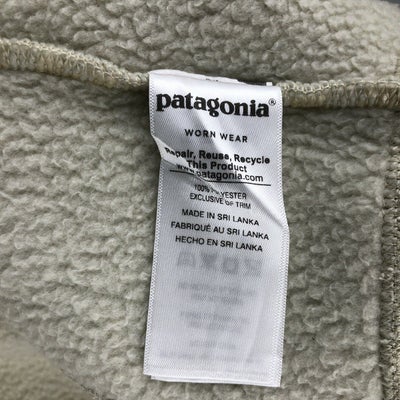 patagonia®
WORN WEAR
Repair, Reuse, Recycle
This Product
www.patagonia.com
100% POLYESTER
EXCLUSIVE OF TRIM
MADE IN SRI LANKA
FABRIQUÉ AU SRI LANKA
HECHO EN SRI LANKA